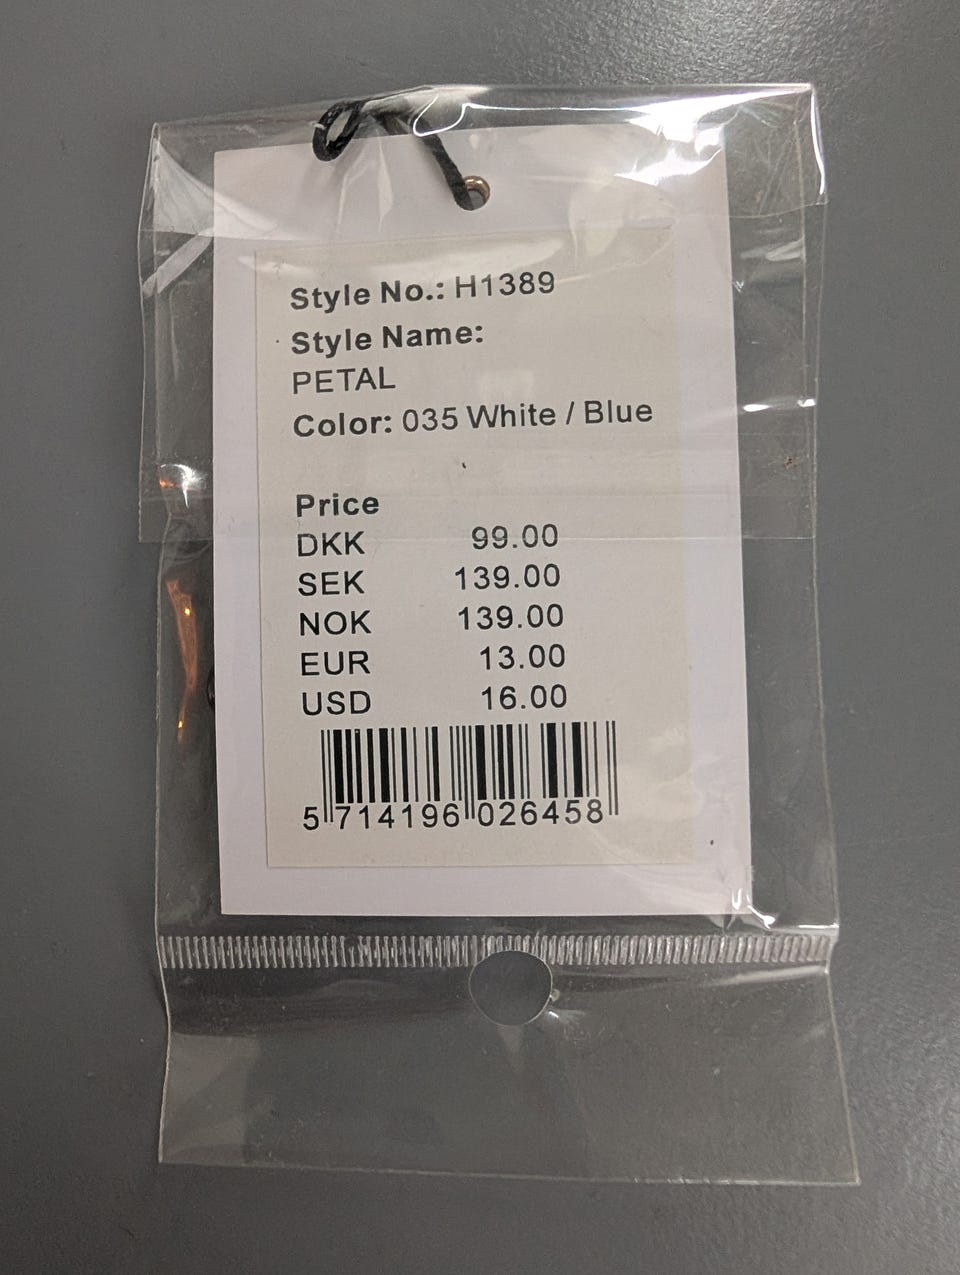 Style No.: H1389
Style Name:
PETAL
Color: 035 White / Blue
Price
DKK 99.00
SEK 139.00
NOK 139.00
EUR 13.00
USD 16.00
5 714196 026458